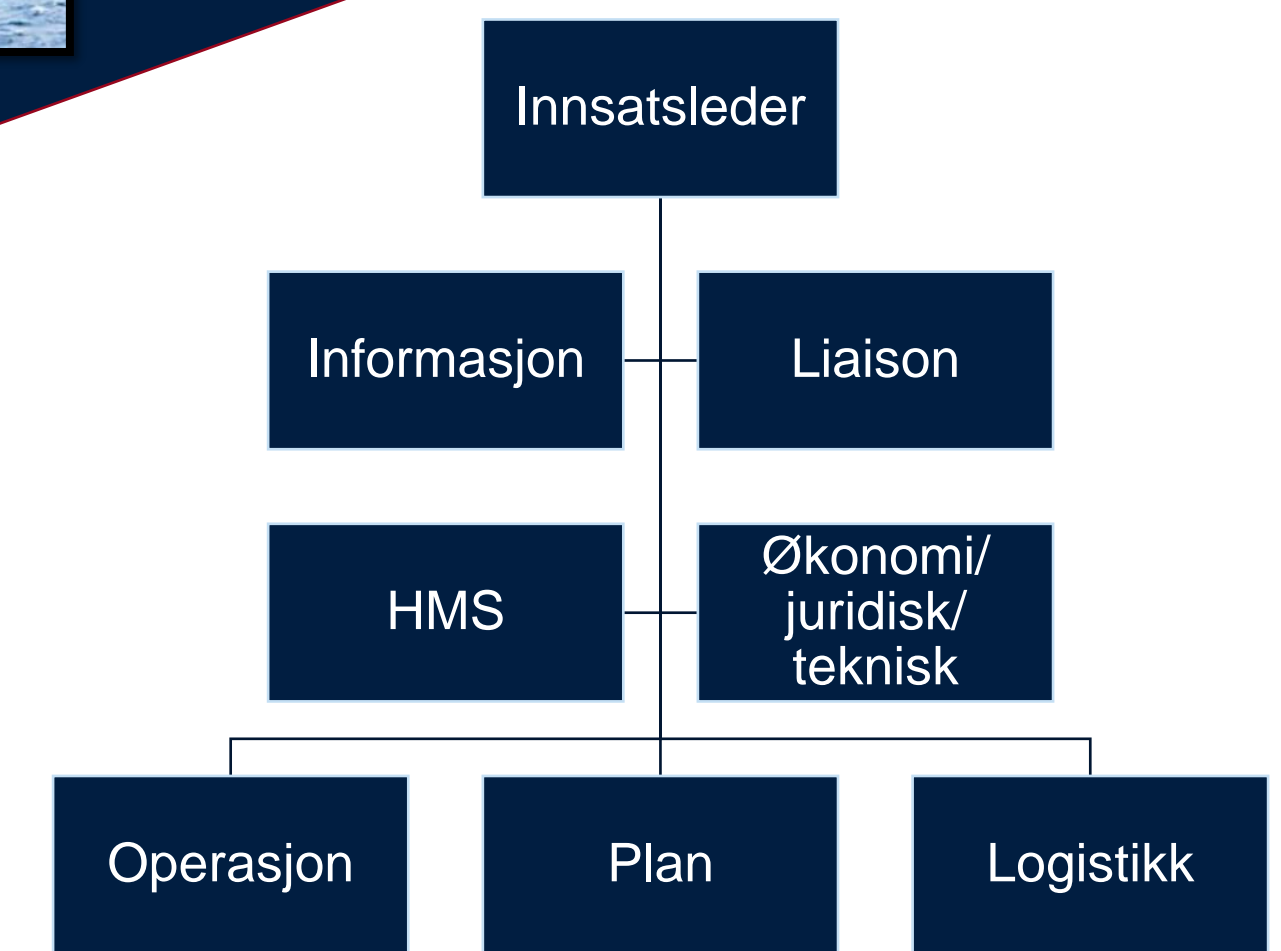 Innsatsleder
Informasjon
Liaison
HMS
Økonomi/
juridisk/
teknisk
Operasjon
Plan
Logistikk